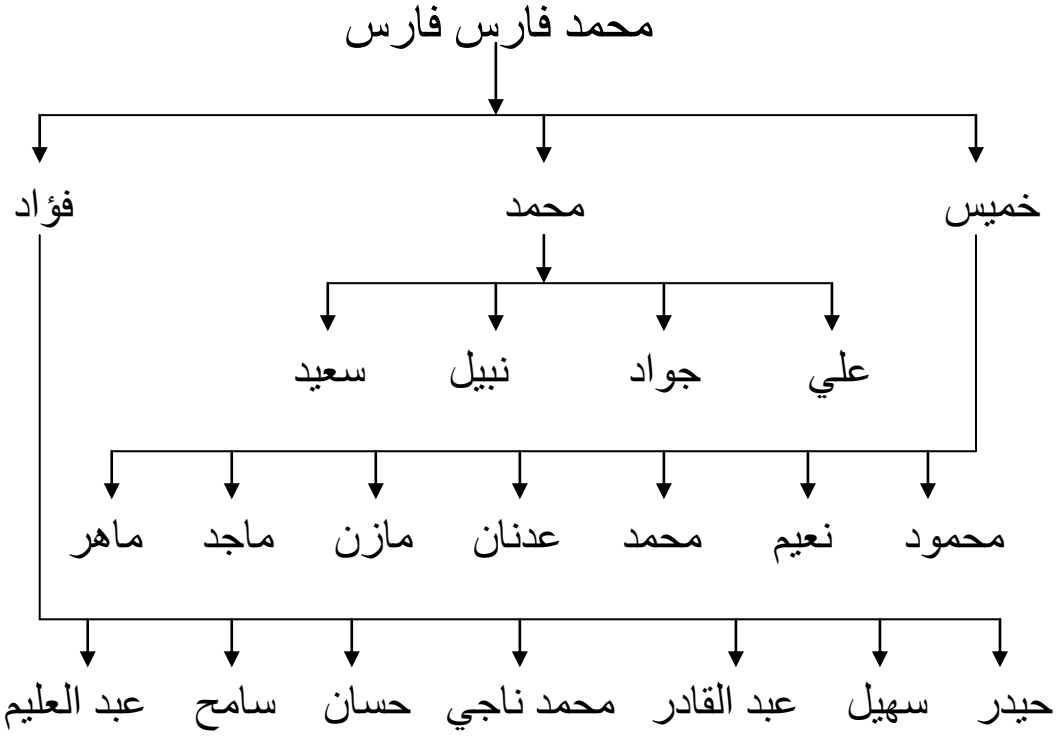 محمد فارس فارس
خميس محمد فؤاد
علي جواد نبيل سعيد
محمود نعيم محمد عدنان مازن ماجد ماهر
حيدر سهيل عبد القادر محمد ناجي حسان سامح عبد العليم